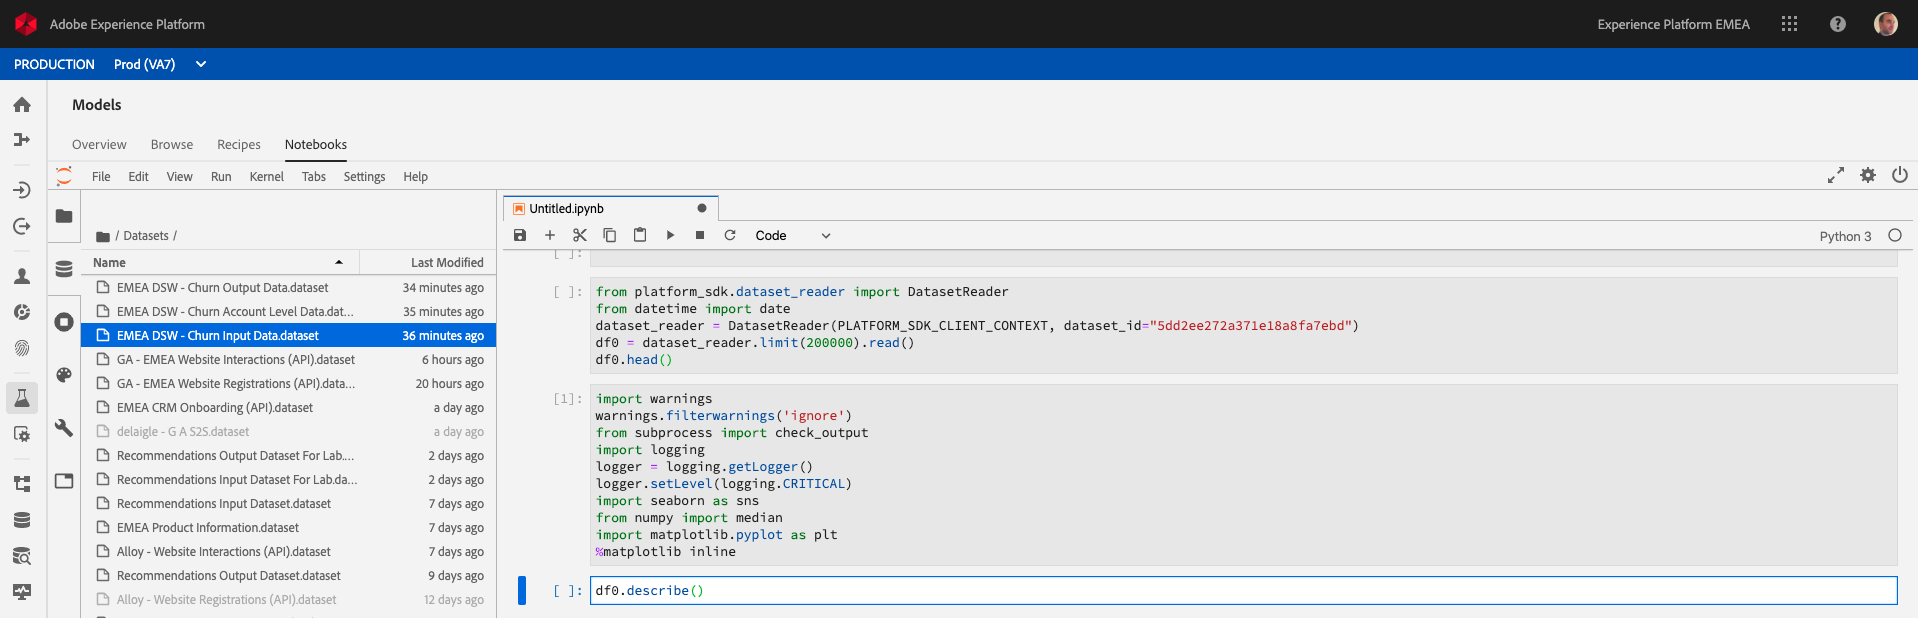 Adobe Experience Platform
Experience Platform EMEA
PRODUCTION Prod (VA7)
Models
Overview Browse Recipes Notebooks
File Edit View Run Kernel Tabs Settings Help
/ Datasets /
Name Last Modified
EMEA DSW - Churn Output Data.dataset 34 minutes ago
EMEA DSW - Churn Account Level Data.dat... 35 minutes ago
EMEA DSW - Churn Input Data.dataset 36 minutes ago
GA - EMEA Website Interactions (API).dataset 6 hours ago
GA - EMEA Website Registrations (API).data... 20 hours ago
EMEA CRM Onboarding (API).dataset a day ago
delaigle - G A S2S.dataset a day ago
Recommendations Output Dataset For Lab.... 2 days ago
Recommendations Input Dataset For Lab.da... 2 days ago
Recommendations Input Dataset.dataset 7 days ago
EMEA Product Information.dataset 7 days ago
Alloy - Website Interactions (API).dataset 7 days ago
Recommendations Output Dataset.dataset 9 days ago
Alloy - Website Registrations (API).dataset 12 days ago
Untitled.ipynb
Code
Python 3
[ ]:
[ ]: from platform_sdk.dataset_reader import DatasetReader
from datetime import date
dataset_reader = DatasetReader(PLATFORM_SDK_CLIENT_CONTEXT, dataset_id="5dd2ee272a371e18a8fa7ebd")
df0 = dataset_reader.limit(200000).read()
df0.head()
[1]: import warnings
warnings.filterwarnings('ignore')
from subprocess import check_output
import logging
logger = logging.getLogger()
logger.setLevel(logging.CRITICAL)
import seaborn as sns
from numpy import median
import matplotlib.pyplot as plt
%matplotlib inline
[ ]: df0.describe()